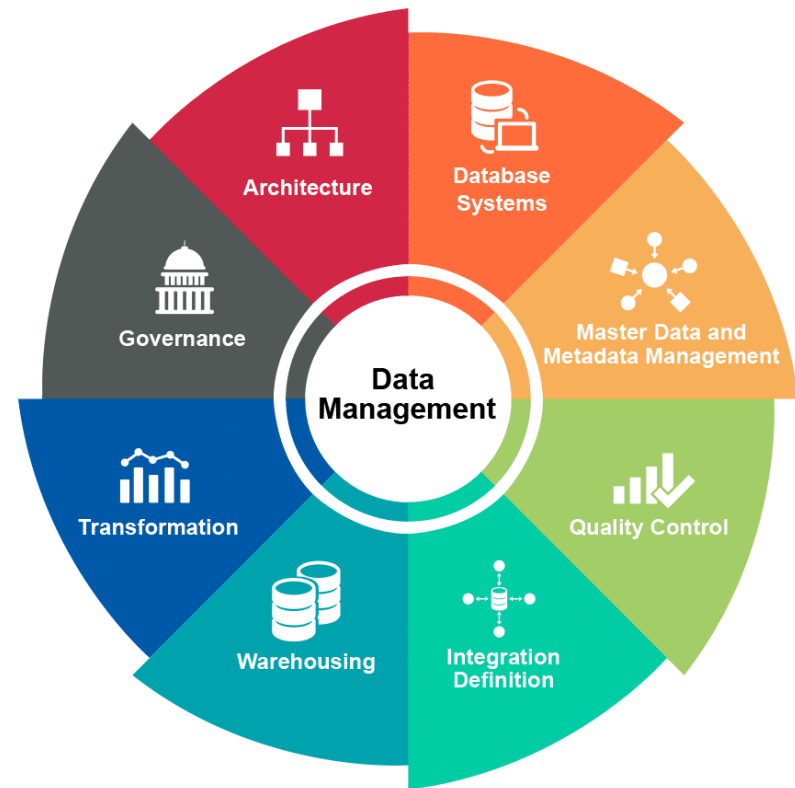 Data
Management
Architecture
Database
Systems
Master Data and
Metadata Management
Quality Control
Integration
Definition
Warehousing
Transformation
Governance